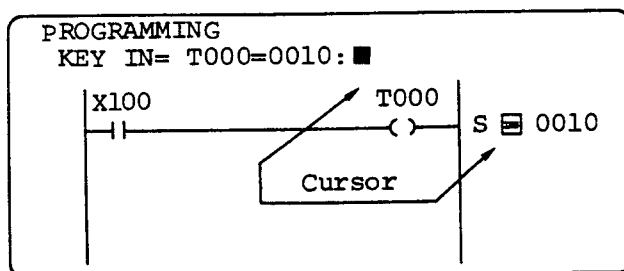 PROGRAMMING
KEY IN= T000=0010:
X100 T000
S = 0010
Cursor